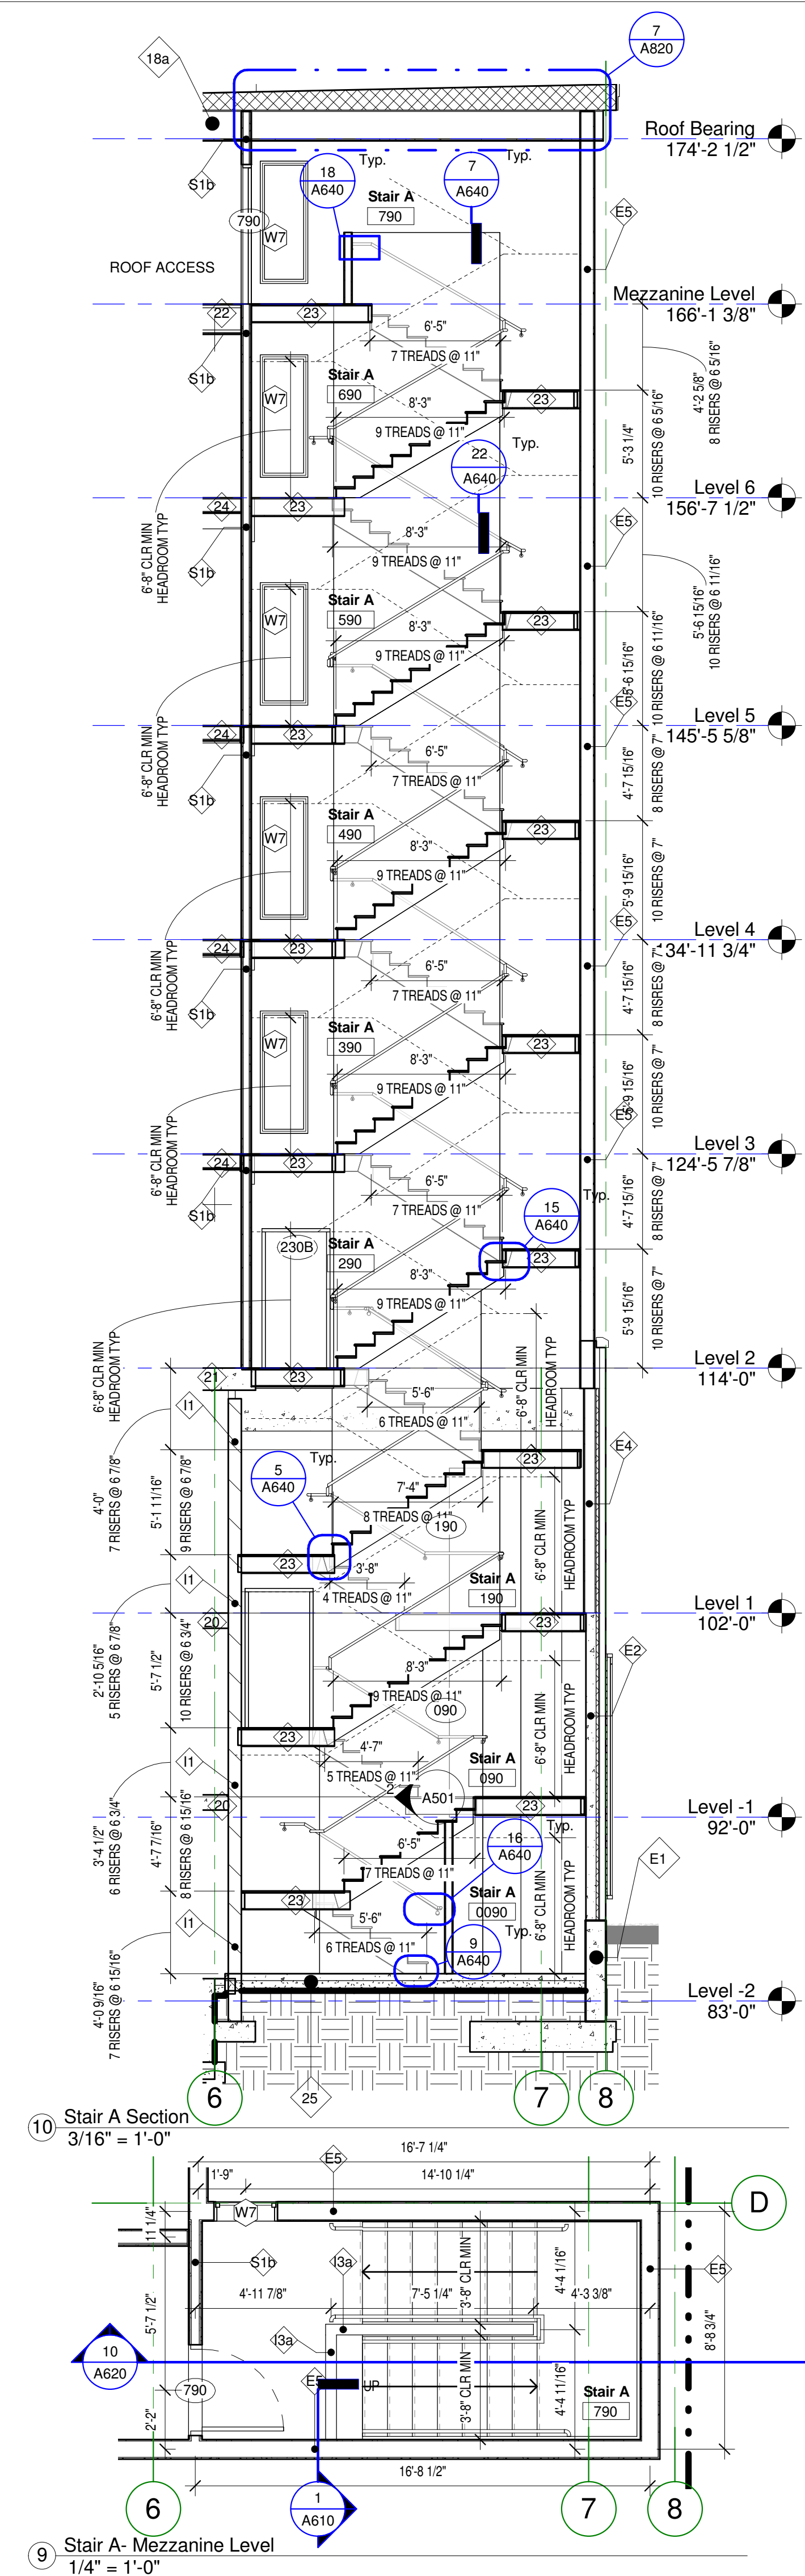 7
A820
18a
Roof Bearing
174'-2 1/2"
S1b
Typ.
Typ.
18
A640
7
A640
Stair A
790
790
W7
E5
ROOF ACCESS
Mezzanine Level
166'-1 3/8"
22
23
6'-5"
7 TREADS @ 11"
S1b
Stair A
690
W7
8'-3"
9 TREADS @ 11"
23
5'-3 1/4"
10 RISERS @ 6 5/16"
4'-2 5/8"
8 RISERS @ 6 5/16"
Typ.
22
A640
Level 6
156'-7 1/2"
24
23
E5
6'-8" CLR MIN
HEADROOM TYP
S1b
8'-3"
9 TREADS @ 11"
Stair A
590
W7
8'-3"
9 TREADS @ 11"
23
5'-6 15/16"
10 RISERS @ 6 11/16"
5'-6 15/16"
10 RISERS @ 6 11/16"
E5
Level 5
145'-5 5/8"
24
23
6'-8" CLR MIN
HEADROOM TYP
S1b
6'-5"
7 TREADS @ 11"
4'-7 15/16"
8 RISERS @ 7"
Stair A
490
W7
8'-3"
9 TREADS @ 11"
23
5'-9 15/16"
10 RISERS @ 7"
E5
Level 4
134'-11 3/4"
24
23
6'-8" CLR MIN
HEADROOM TYP
S1b
6'-5"
7 TREADS @ 11"
4'-7 15/16"
8 RISRES @ 7"
Stair A
390
W7
8'-3"
9 TREADS @ 11"
23
5'-9 15/16"
10 RISERS @ 7"
E5
Level 3
124'-5 7/8"
24
23
6'-8" CLR MIN
HEADROOM TYP
S1b
6'-5"
7 TREADS @ 11"
Typ.
15
A640
4'-7 15/16"
8 RISERS @ 7"
230B
Stair A
290
8'-3"
9 TREADS @ 11"
23
5'-9 15/16"
10 RISERS @ 7"
Level 2
114'-0"
21
23
6'-8" CLR MIN
HEADROOM TYP
6'-8" CLR MIN
HEADROOM TYP
I1
5'-6"
6 TREADS @ 11"
E4
4'-0"
7 RISERS @ 6 7/8"
5'-1 11/16"
9 RISERS @ 6 7/8"
Typ.
5
A640
23
7'-4"
8 TREADS @ 11"
190
23
3'-8"
4 TREADS @ 11"
6'-8" CLR MIN
HEADROOM TYP
I1
Stair A
190
Level 1
102'-0"
20
23
E2
2'-10 5/16"
5 RISERS @ 6 7/8"
5'-7 1/2"
10 RISERS @ 6 3/4"
8'-3"
9 TREADS @ 11"
090
23
6'-8" CLR MIN
HEADROOM TYP
4'-7"
5 TREADS @ 11"
I1
Stair A
090
2
A501
20
23
Level -1
92'-0"
3'-4 1/2"
6 RISERS @ 6 3/4"
4'-7 7/16"
8 RISERS @ 6 15/16"
6'-5"
7 TREADS @ 11"
Typ.
16
A640
E1
23
Stair A
0090
6'-8" CLR MIN
HEADROOM TYP
5'-6"
6 TREADS @ 11"
I1
Typ.
9
A640
4'-0 9/16"
7 RISERS @ 6 15/16"
Level -2
83'-0"
6
25
7
8
10
Stair A Section
3/16" = 1'-0"
16'-7 1/4"
1'-9"
14'-10 1/4"
E5
W7
D
11 1/4"
S1b
I3a
E5
3'-8" CLR MIN
4'-4 1/16"
4'-11 7/8"
7'-5 1/4"
4'-3 3/8"
5'-7 1/2"
8'-8 3/4"
I3a
10
A620
790
E5
UP
3'-8" CLR MIN
4'-4 11/16"
Stair A
790
2'-2"
16'-8 1/2"
6
1
A610
7
8
9
Stair A- Mezzanine Level
1/4" = 1'-0"